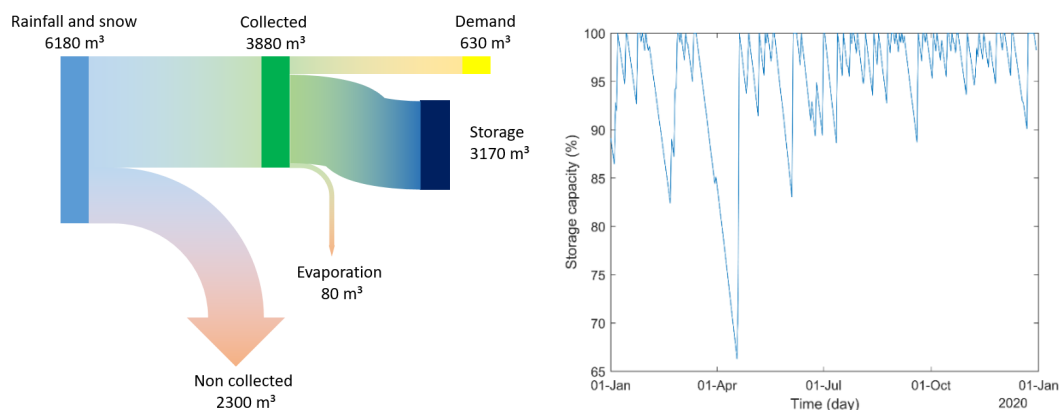 Rainfall and snow
6180 m³
Collected
3880 m³
Demand
630 m³
Storage
3170 m³
Evaporation
80 m³
Non collected
2300 m³
Storage capacity (%)
100
95
90
85
80
75
70
65
01-Jan
01-Apr
01-Jul
01-Oct
01-Jan
Time (day)
2020